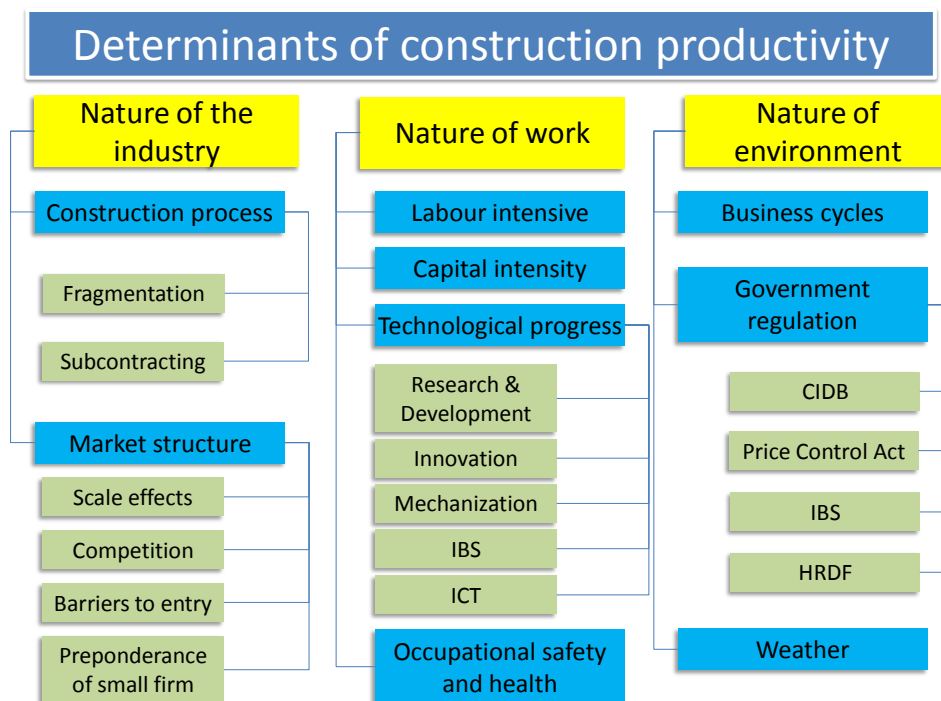 Determinants of construction productivity
Nature of the
industry
Construction process
Fragmentation
Subcontracting
Market structure
Scale effects
Competition
Barriers to entry
Preponderance
of small firm
Nature of work
Labour intensive
Capital intensity
Technological progress
Research &
Development
Innovation
Mechanization
IBS
ICT
Occupational safety
and health
Nature of
environment
Business cycles
Government
regulation
CIDB
Price Control Act
IBS
HRDF
Weather